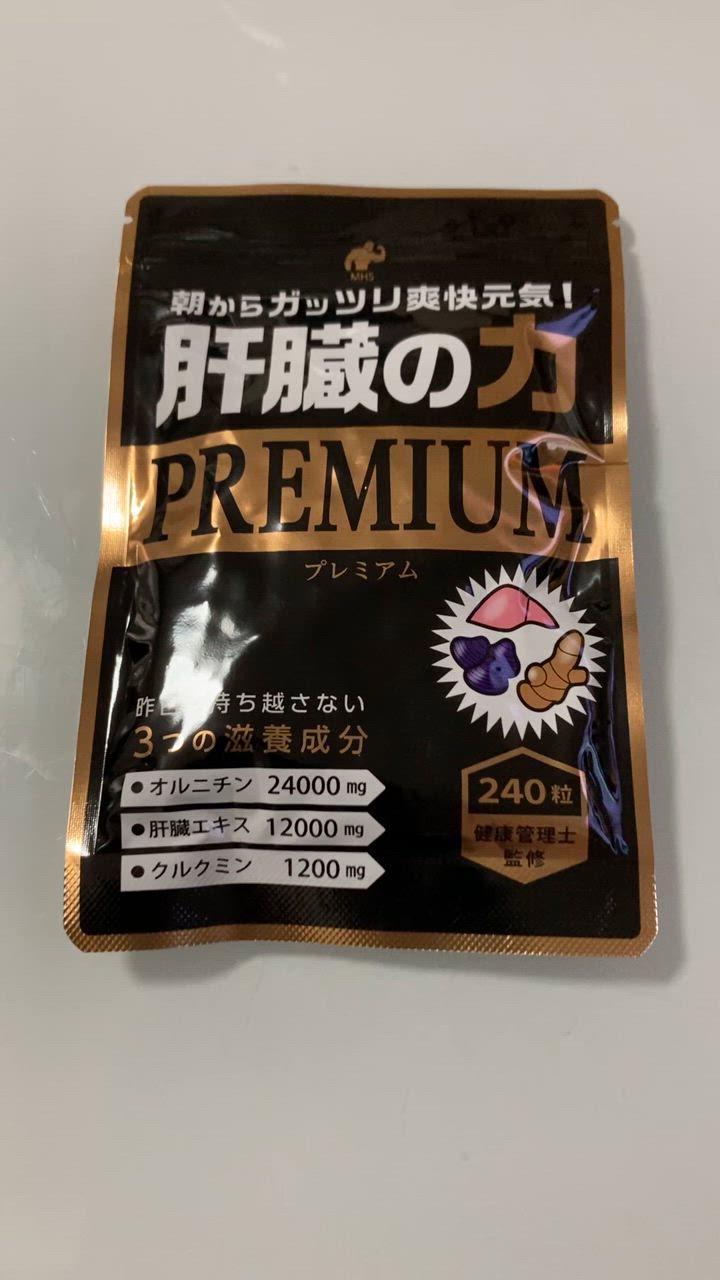 MHS
朝からガッツリ爽快元気！
肝臓の力
PREMIUM
プレミアム
昨日 持ち越さない
3つの滋養成分
●オルニチン 24000mg
●肝臓エキス 12000mg
●クルクミン 1200mg
240粒
健康管理士
監修